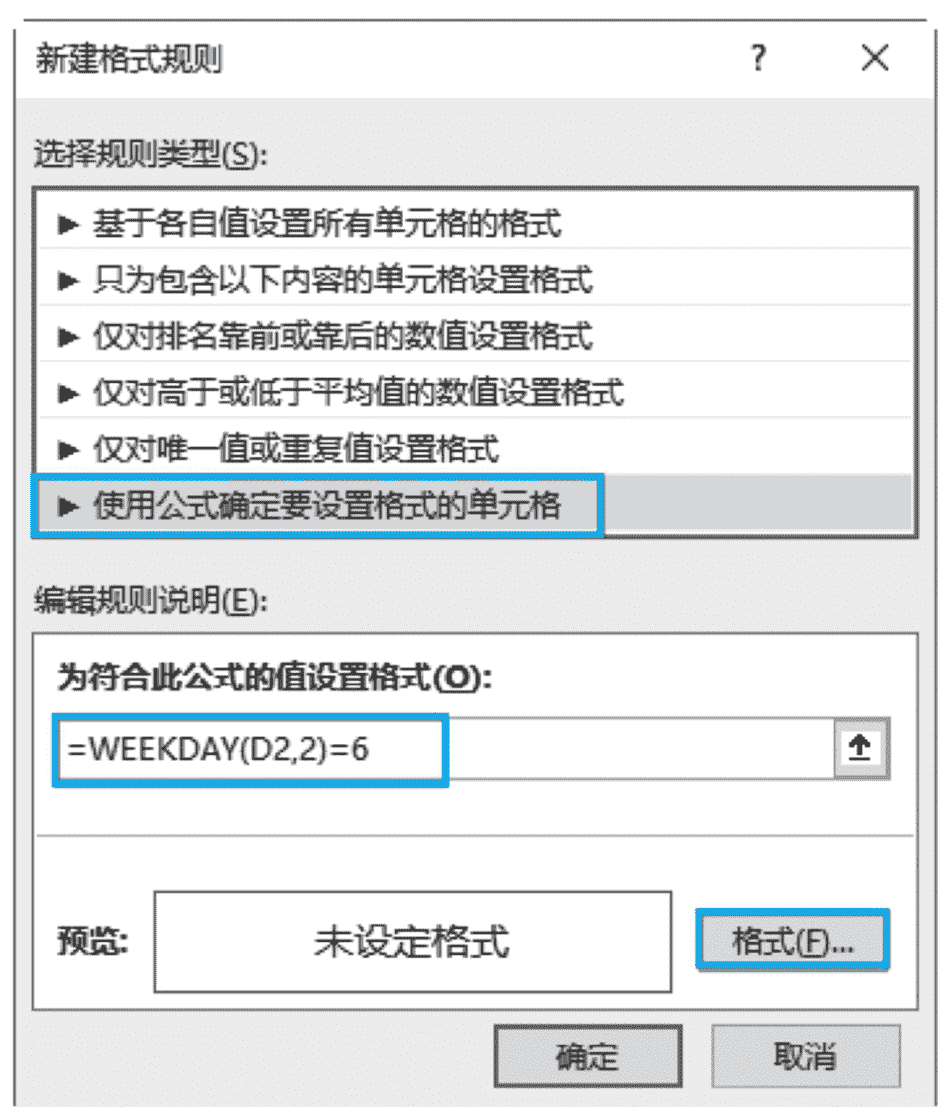 新建格式规则 ?
选择规则类型(S):
▶ 基于各自值设置所有单元格的格式
▶ 只为包含以下内容的单元格设置格式
▶ 仅对排名靠前或靠后的数值设置格式
▶ 仅对高于或低于平均值的数值设置格式
▶ 仅对唯一值或重复值设置格式
▶ 使用公式确定要设置格式的单元格
编辑规则说明(E):
为符合此公式的值设置格式(O):
=WEEKDAY(D2,2)=6
预览: 未设定格式 格式(F)...
确定 取消